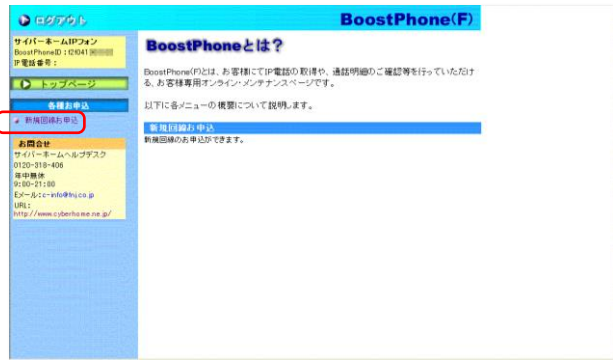 ログアウト
BoostPhone(F)
サイバーホームIPフォン
BoostPhoneID：f21041
IP電話番号：
トップページ
各種お申込
新規回線お申込
お問合せ
サイバーホームヘルプデスク
0120-318-406
年中無休
9:00-21:00
Eメール:c-info@hnj.co.jp
URL:
http://www.cyberhome.ne.jp/
BoostPhoneとは？
BoostPhone(F)とは、お客様にてIP電話の取得や、通話明細のご確認等を行っていただけ
る、お客様専用オンライン・メンテナンスページです。
以下に各メニューの概要について説明します。
新規回線お申込
新規回線のお申込ができます。